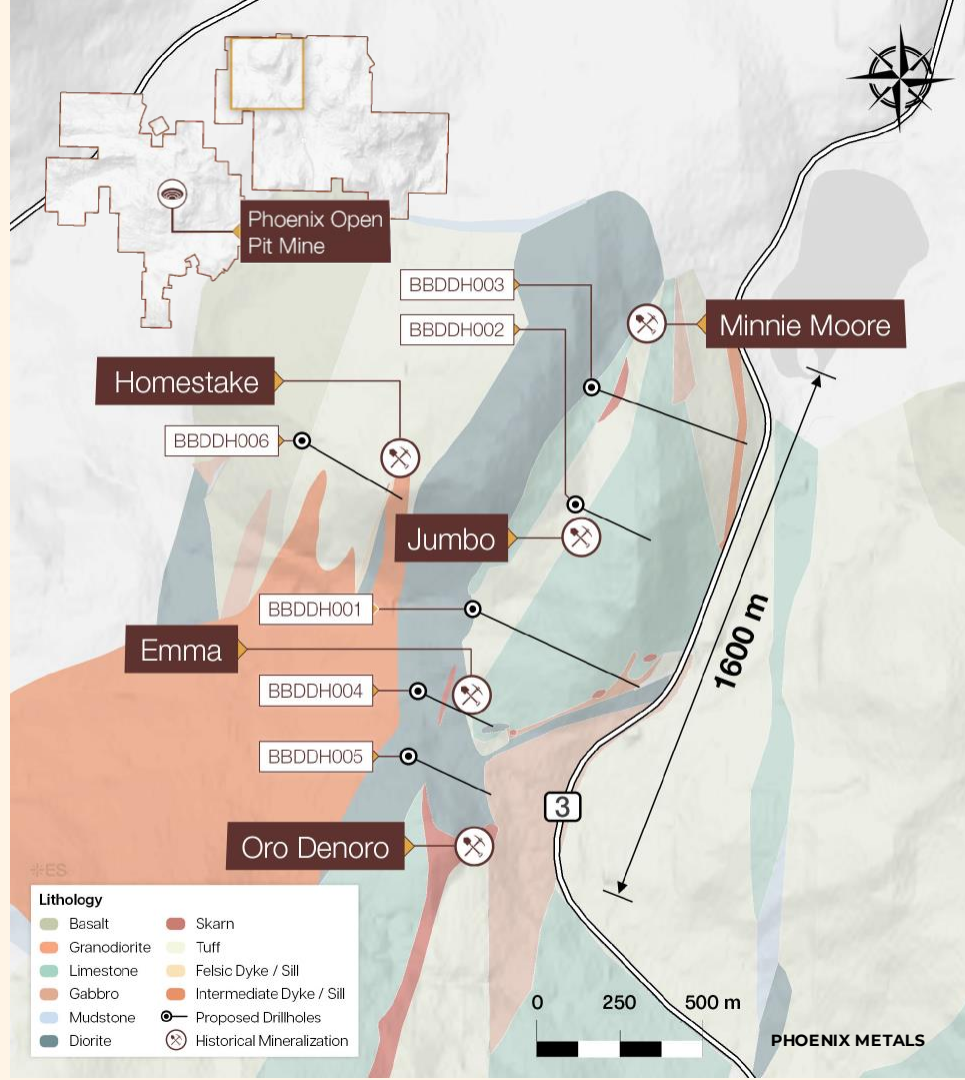 Phoenix Open
Pit Mine
BBDDH003
BBDDH002
Minnie Moore
Homestake
BBDDH006
Jumbo
BBDDH001
1600 m
Emma
BBDDH004
BBDDH005
3
Oro Denoro
ES
Lithology
Basalt
Granodiorite
Limestone
Gabbro
Mudstone
Diorite
Skarn
Tuff
Felsic Dyke / Sill
Intermediate Dyke / Sill
Proposed Drillholes
Historical Mineralization
0 250 500 m
PHOENIX METALS